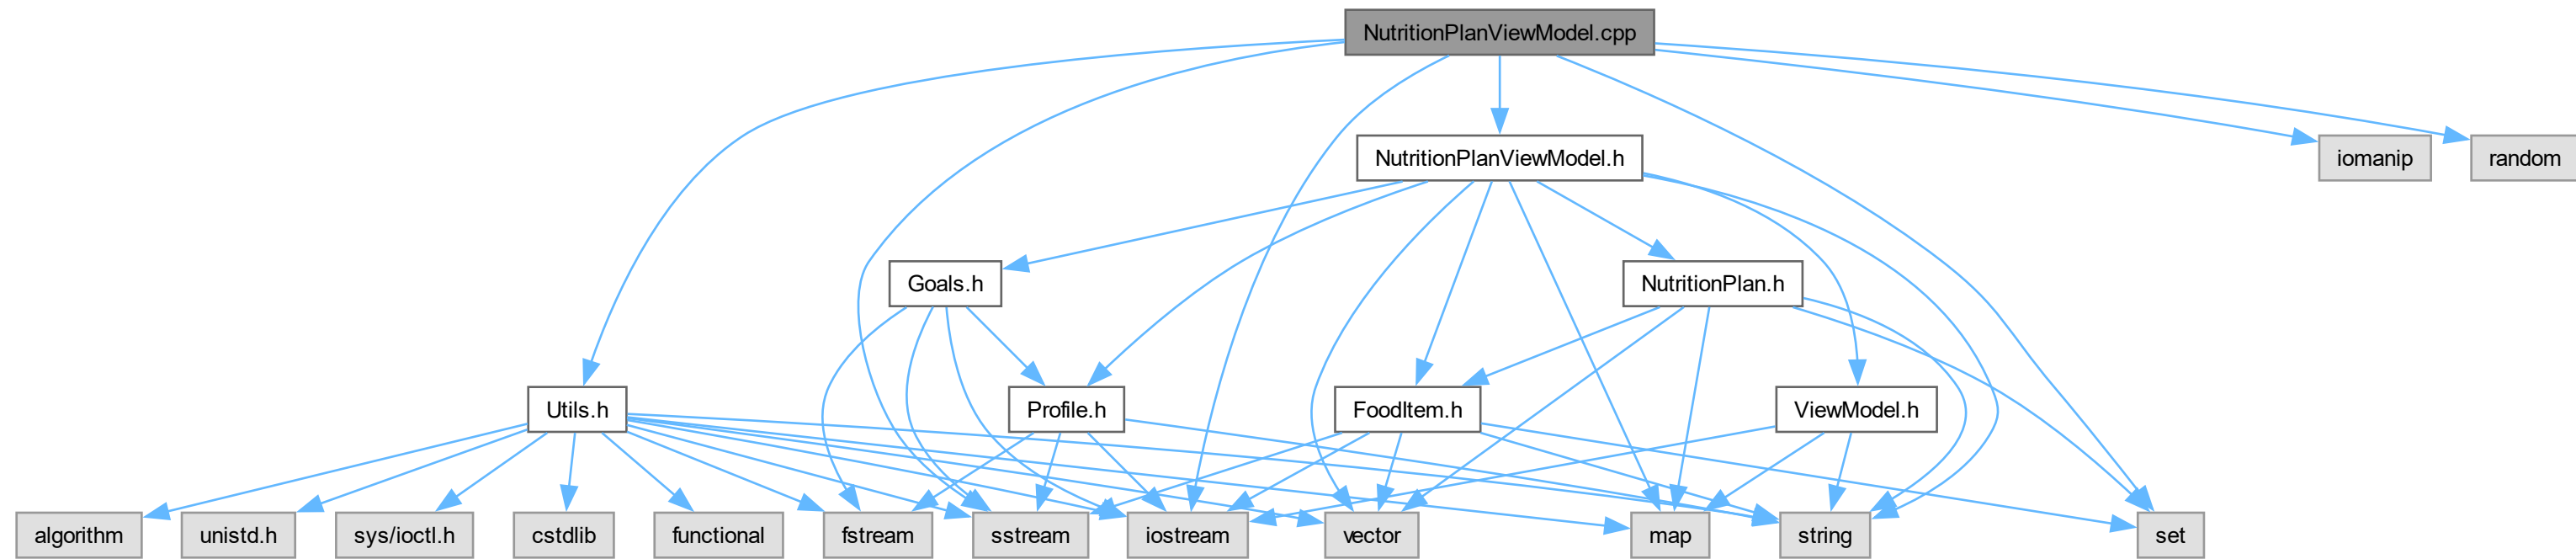 NutritionPlanViewModel.cpp
NutritionPlanViewModel.h
iomanip
random
Goals.h
NutritionPlan.h
Utils.h
Profile.h
FoodItem.h
ViewModel.h
algorithm
unistd.h
sys/ioctl.h
cstdlib
functional
fstream
sstream
iostream
vector
map
string
set